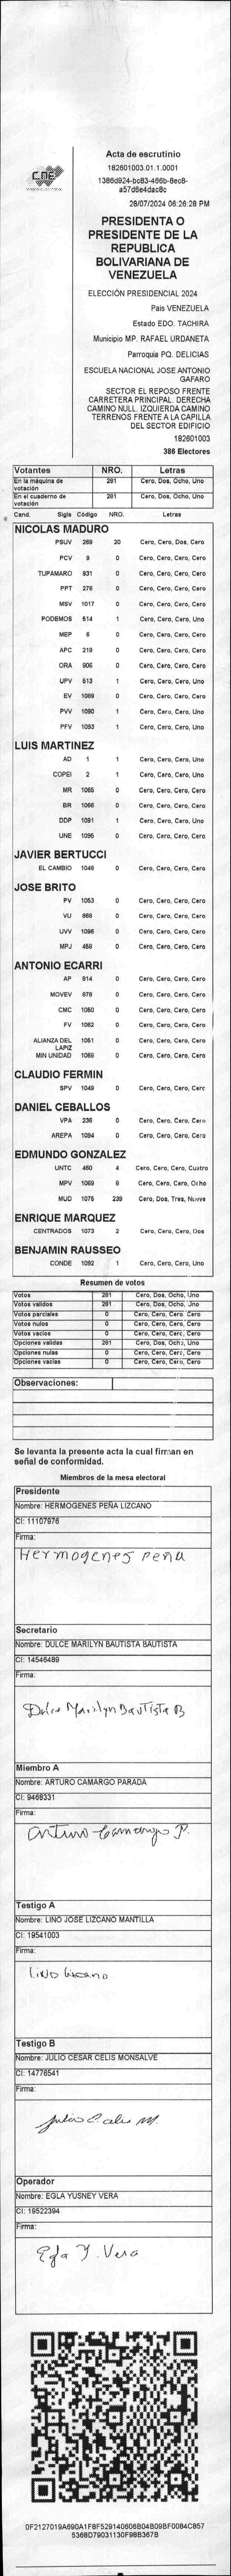 CNE
Acta de escrutinio
182601003.01.1.0001
1386d924-bc83-466b-8ec8-
a57d6e4dac8c
28/07/2024 06:26:28 PM
PRESIDENTA O
PRESIDENTE DE LA
REPUBLICA
BOLIVARIANA DE
VENEZUELA
ELECCIÓN PRESIDENCIAL 2024
Pais VENEZUELA
Estado EDO. TACHIRA
Municipio MP. RAFAEL URDANETA
Parroquia PQ. DELICIAS
ESCUELA NACIONAL JOSE ANTONIO
GAFARO
SECTOR EL REPOSO FRENTE
CARRETERA PRINCIPAL. DERECHA
CAMINO NULL. IZQUIERDA CAMINO
TERRENOS FRENTE A LA CAPILLA
DEL SECTOR EDIFICIO
182601003
386 Electores
Votantes NRO. Letras
En la máquina de votación 281 Cero, Dos, Ocho, Uno
En el cuaderno de votación 281 Cero, Dos, Ocho, Uno
Cand. Sigla Código NRO. Letras
NICOLAS MADURO
PSUV 269 20 Cero, Cero, Dos, Cero
PCV 9 0 Cero, Cero, Cero, Cero
TUPAMARO 931 0 Cero, Cero, Cero, Cero
PPT 276 0 Cero, Cero, Cero, Cero
MSV 1017 0 Cero, Cero, Cero, Cero
PODEMOS 514 1 Cero, Cero, Cero, Uno
MEP 6 0 Cero, Cero, Cero, Cero
APC 219 0 Cero, Cero, Cero, Cero
ORA 906 0 Cero, Cero, Cero, Cero
UPV 513 1 Cero, Cero, Cero, Uno
EV 1089 0 Cero, Cero, Cero, Cero
PVV 1090 1 Cero, Cero, Cero, Uno
PFV 1093 1 Cero, Cero, Cero, Uno
LUIS MARTINEZ
AD 1 1 Cero, Cero, Cero, Uno
COPEI 2 1 Cero, Cero, Cero, Uno
MR 1065 0 Cero, Cero, Cero, Cero
BR 1066 0 Cero, Cero, Cero, Cero
DDP 1091 1 Cero, Cero, Cero, Uno
UNE 1095 0 Cero, Cero, Cero, Cero
JAVIER BERTUCCI
EL CAMBIO 1048 0 Cero, Cero, Cero, Cero
JOSE BRITO
PV 1053 0 Cero, Cero, Cero, Cero
VU 868 0 Cero, Cero, Cero, Cero
UVV 1096 0 Cero, Cero, Cero, Cero
MPJ 458 0 Cero, Cero, Cero, Cero
ANTONIO ECARRI
AP 814 0 Cero, Cero, Cero, Cero
MOVEV 878 0 Cero, Cero, Cero, Cero
CMC 1050 0 Cero, Cero, Cero, Cero
FV 1062 0 Cero, Cero, Cero, Cero
ALIANZA DEL LAPIZ 1051 0 Cero, Cero, Cero, Cero
MIN UNIDAD 1058 0 Cero, Cero, Cero, Cero
CLAUDIO FERMIN
SPV 1049 0 Cero, Cero, Cero, Cero
DANIEL CEBALLOS
VPA 236 0 Cero, Cero, Cero, Cero
AREPA 1094 0 Cero, Cero, Cero, Cero
EDMUNDO GONZALEZ
UNTC 460 4 Cero, Cero, Cero, Cuatro
MPV 1069 8 Cero, Cero, Cero, Ocho
MUD 1075 239 Cero, Dos, Tres, Nueve
ENRIQUE MARQUEZ
CENTRADOS 1073 2 Cero, Cero, Cero, Dos
BENJAMIN RAUSSEO
CONDE 1092 1 Cero, Cero, Cero, Uno
Resumen de votos
Votos 281 Cero, Dos, Ocho, Uno
Votos validos 281 Cero, Dos, Ocho, Uno
Votos parciales 0 Cero, Cero, Cero, Cero
Votos nulos 0 Cero, Cero, Cero, Cero
Votos vacios 0 Cero, Cero, Cero, Cero
Opciones validas 281 Cero, Dos, Ocho, Uno
Opciones nulas 0 Cero, Cero, Cero, Cero
Opciones vacias 0 Cero, Cero, Cero, Cero
Observaciones:
Se levanta la presente acta la cual firman en
señal de conformidad.
Miembros de la mesa electoral
Presidente
Nombre: HERMOGENES PEÑA LIZCANO
CI: 11107976
Firma:
Hermogenes peña
Secretario
Nombre: DULCE MARILYN BAUTISTA BAUTISTA
CI: 14546489
Firma:
Dulce Marilyn Bautista B
Miembro A
Nombre: ARTURO CAMARGO PARADA
CI: 9468331
Firma:
Arturo Camargo P.
Testigo A
Nombre: LINO JOSE LIZCANO MANTILLA
CI: 19541003
Firma:
Lino Liscano
Testigo B
Nombre: JULIO CESAR CELIS MONSALVE
CI: 14776541
Firma:
Julio C. celis M.
Operador
Nombre: EGLA YUSNEY VERA
CI: 19522394
Firma:
Egla Y. Vera
0F2127019A690A1F8F529140606B04B09BF0084C857
5368D79031130F98B367B